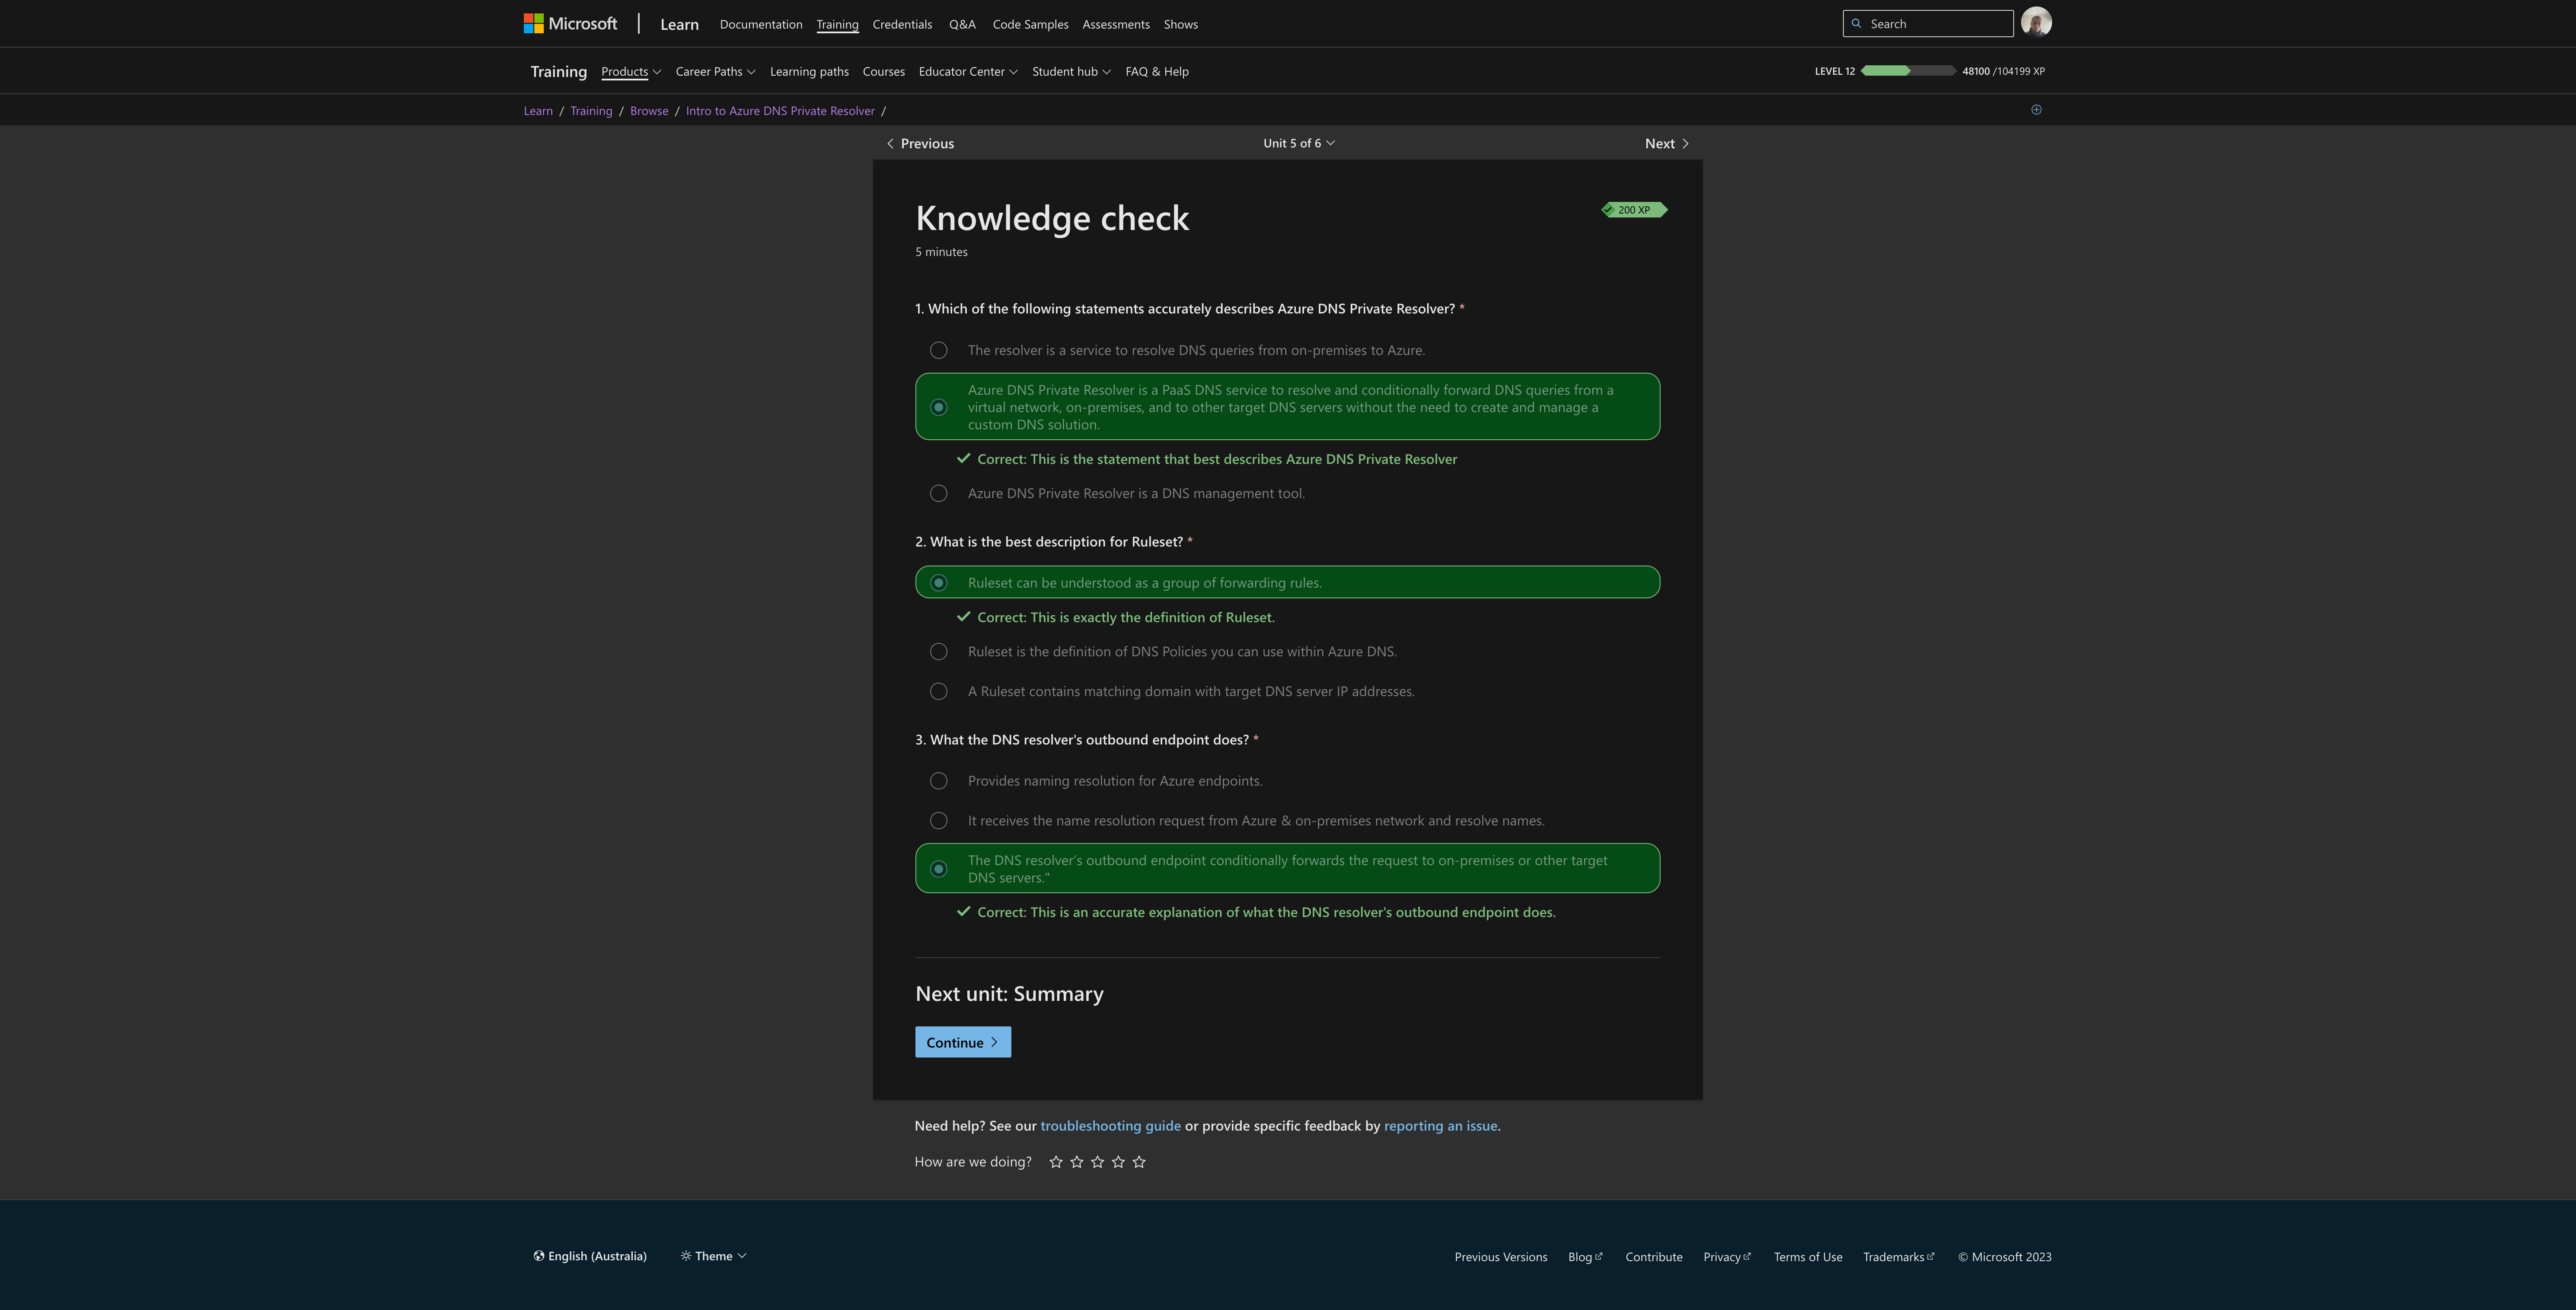 Microsoft Learn Documentation Training Credentials Q&A Code Samples Assessments Shows Search
Training Products Career Paths Learning paths Courses Educator Center Student hub FAQ & Help LEVEL 12 48100 /104199 XP
Learn / Training / Browse / Intro to Azure DNS Private Resolver /
Previous Unit 5 of 6 Next
Knowledge check
200 XP
5 minutes
1. Which of the following statements accurately describes Azure DNS Private Resolver? *
The resolver is a service to resolve DNS queries from on-premises to Azure.
Azure DNS Private Resolver is a PaaS DNS service to resolve and conditionally forward DNS queries from a
virtual network, on-premises, and to other target DNS servers without the need to create and manage a
custom DNS solution.
Correct: This is the statement that best describes Azure DNS Private Resolver
Azure DNS Private Resolver is a DNS management tool.
2. What is the best description for Ruleset? *
Ruleset can be understood as a group of forwarding rules.
Correct: This is exactly the definition of Ruleset.
Ruleset is the definition of DNS Policies you can use within Azure DNS.
A Ruleset contains matching domain with target DNS server IP addresses.
3. What the DNS resolver's outbound endpoint does? *
Provides naming resolution for Azure endpoints.
It receives the name resolution request from Azure & on-premises network and resolve names.
The DNS resolver's outbound endpoint conditionally forwards the request to on-premises or other target
DNS servers."
Correct: This is an accurate explanation of what the DNS resolver's outbound endpoint does.
Next unit: Summary
Continue
Need help? See our troubleshooting guide or provide specific feedback by reporting an issue.
How are we doing?
English (Australia) Theme Previous Versions Blog Contribute Privacy Terms of Use Trademarks © Microsoft 2023